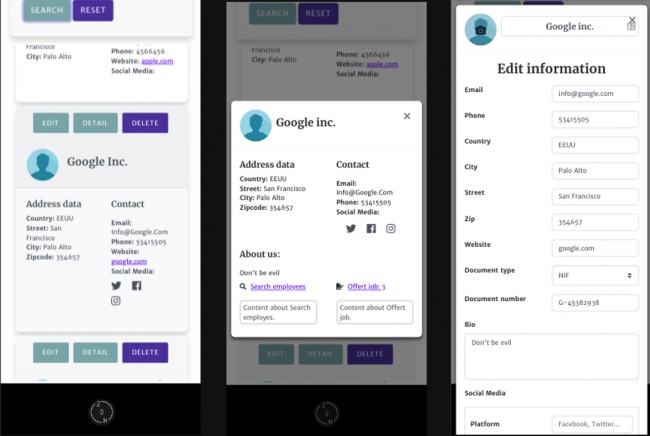 SEARCH RESET
Francisco
City: Palo Alto
Phone: 4566456
Website: apple.com
Social Media:
EDIT DETAIL DELETE
Google Inc.
Address data
Country: EEUU
Street: San
Francisco
City: Palo Alto
Zipcode: 354657
Contact
Email:
Info@Google.Com
Phone: 53415505
Website:
google.com
Social Media:
EDIT DETAIL DELETE
SEARCH RESET
Francisco
City: Palo Alto
Phone: 4566456
Website: apple.com
Social Media:
Google inc.
×
Address data
Country: EEUU
Street: San Francisco
City: Palo Alto
Zipcode: 354657
Contact
Email:
Info@Google.Com
Phone: 53415505
Social Media:
About us:
Don't be evil
Search employees
Content about Search
employes.
Offert job: 3
Content about Offert
job.
EDIT DETAIL DELETE
Google inc.
×
Edit information
Email info@google.com
Phone 53415505
Country EEUU
City Palo Alto
Street San Francisco
Zip 354657
Website google.com
Document type NIF
Document number G-45382938
Bio
Don't be evil
Social Media
Platform Facebook, Twitter...